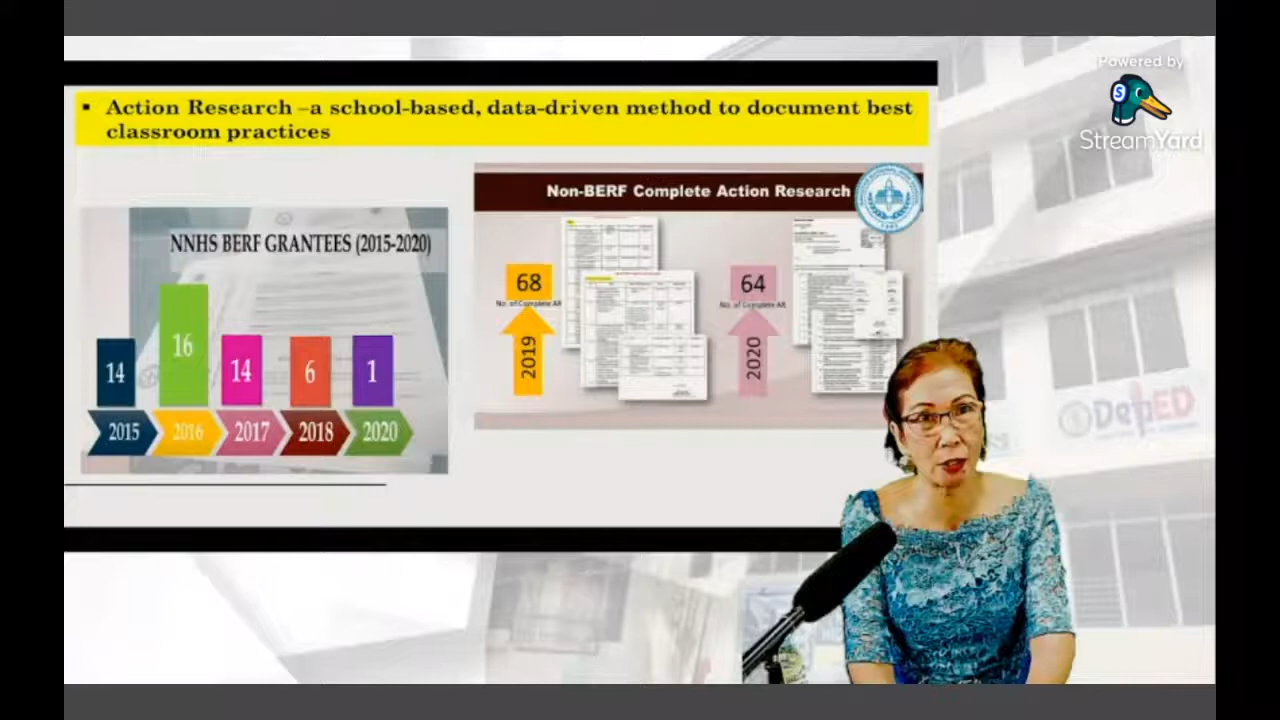 Powered by
StreamYard
▪ Action Research –a school-based, data-driven method to document best
classroom practices
NNHS BERF GRANTEES (2015-2020)
14
16
14
6
1
2015
2016
2017
2018
2020
Non-BERF Complete Action Research
68
No. of Complete AR
2019
64
No. of Complete AR
2020
DepED